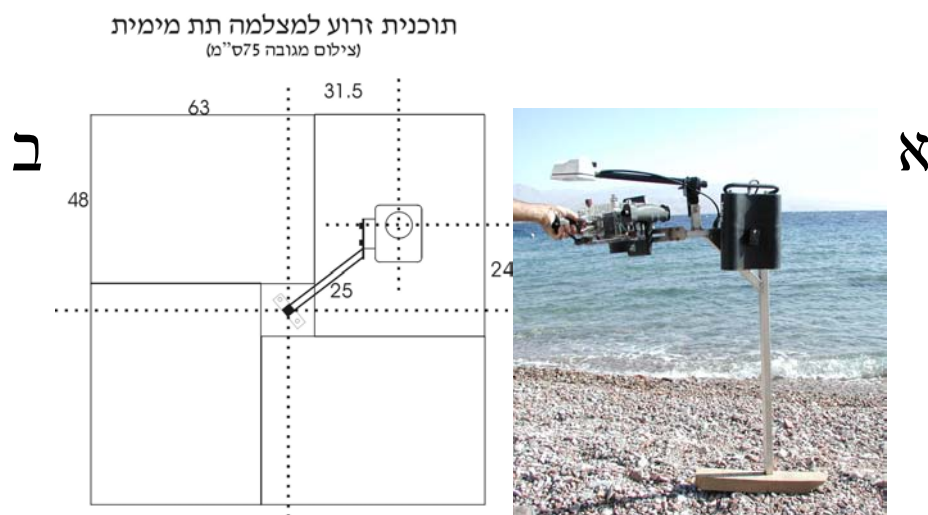 תוכנית זרוע למצלמה תת מימית
(צילום מגובה 75ס"מ)
31.5
63
א
ב
48
24
25